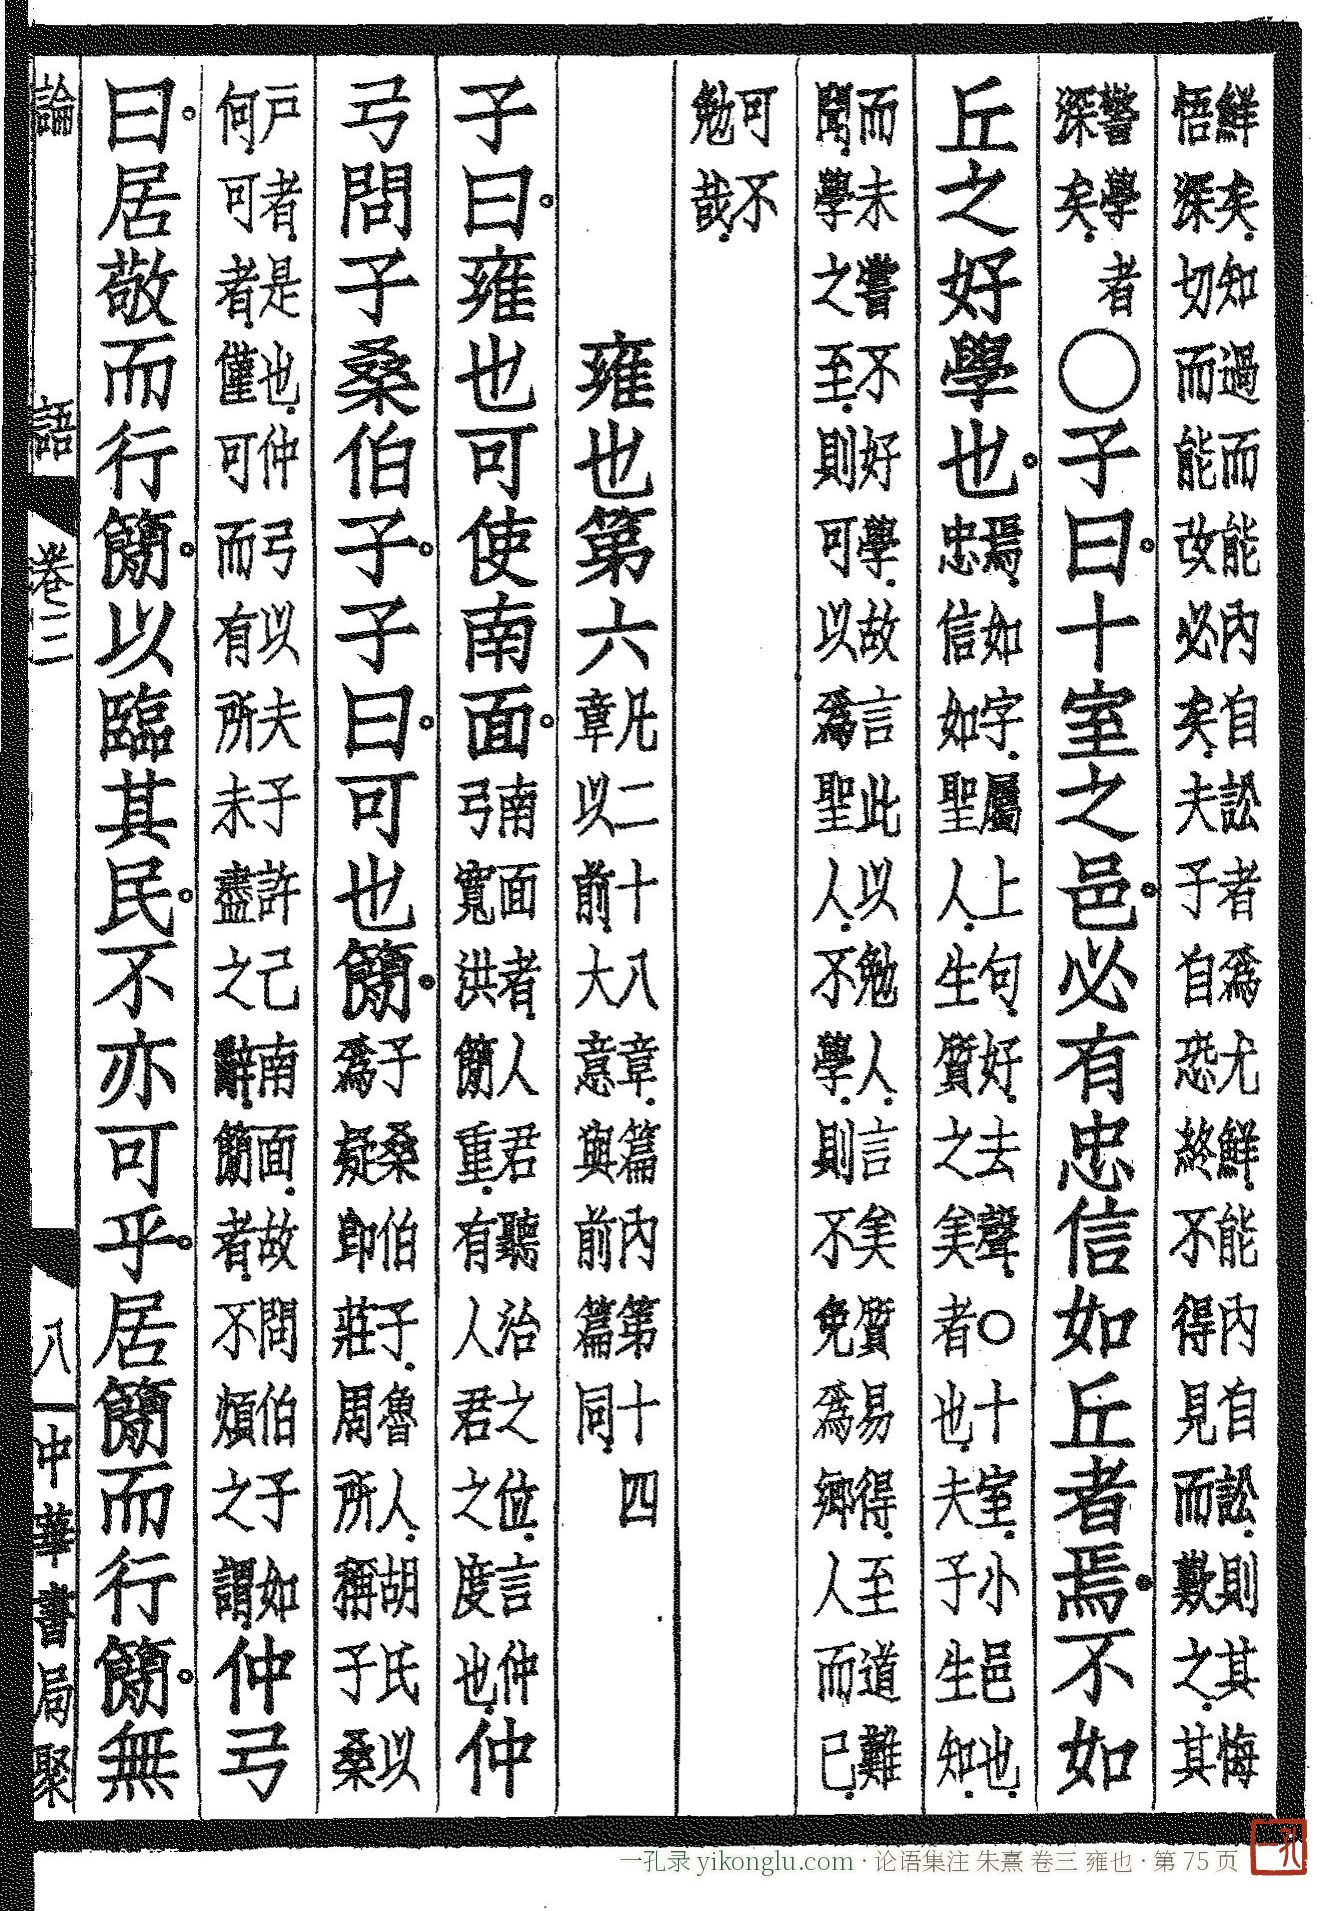 鮮矣.知過而能內自訟者爲尤鮮.能內自訟.則其悔
悟深切而能改必矣.夫子自恐終不得見而歎之.其
警學者
深矣.
○子曰。十室之邑。必有忠信如丘者焉。不如
丘之好學也。
焉.如字.屬上句.好.去聲.○十室.小邑也.
忠信如聖人.生質之美者也.夫子生知.
而未嘗不好學.故言此以勉人.言美質易得.至道難
聞.學之至.則可以爲聖人.不學.則不免爲鄉人而已.
可不
勉哉.
雍也第六
凡二十八章.篇內第十四
章以前.大意與前篇同.
子曰。雍也可使南面。
南面者.人君聽治之位.言仲
弓寬洪簡重.有人君之度也.
仲
弓問子桑伯子。子曰。可也簡。
子桑伯子.魯人.胡氏以
爲疑即莊周所稱子桑
戶者.是也.仲弓以夫子許己南面.故問伯子如
何.可者.僅可而有所未盡之辭.簡者.不煩之謂.
仲弓
曰。居敬而行簡。以臨其民。不亦可乎。居簡而行簡。無
論語 卷三 八 中華書局聚
一孔录 yikonglu.com · 论语集注 朱熹 卷三 雍也 · 第 75 页
一孔